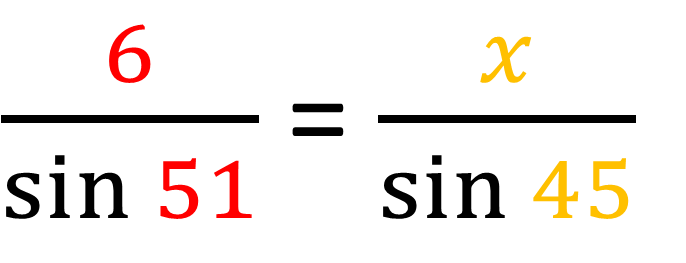 6 / sin 51 = x / sin 45